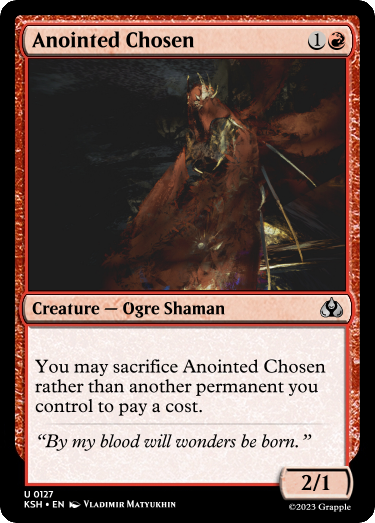 Anointed Chosen 1
Creature — Ogre Shaman
You may sacrifice Anointed Chosen
rather than another permanent you
control to pay a cost.
“By my blood will wonders be born.”
2/1
U 0127
KSH • EN Vladimir Matyukhin
©2023 Grapple